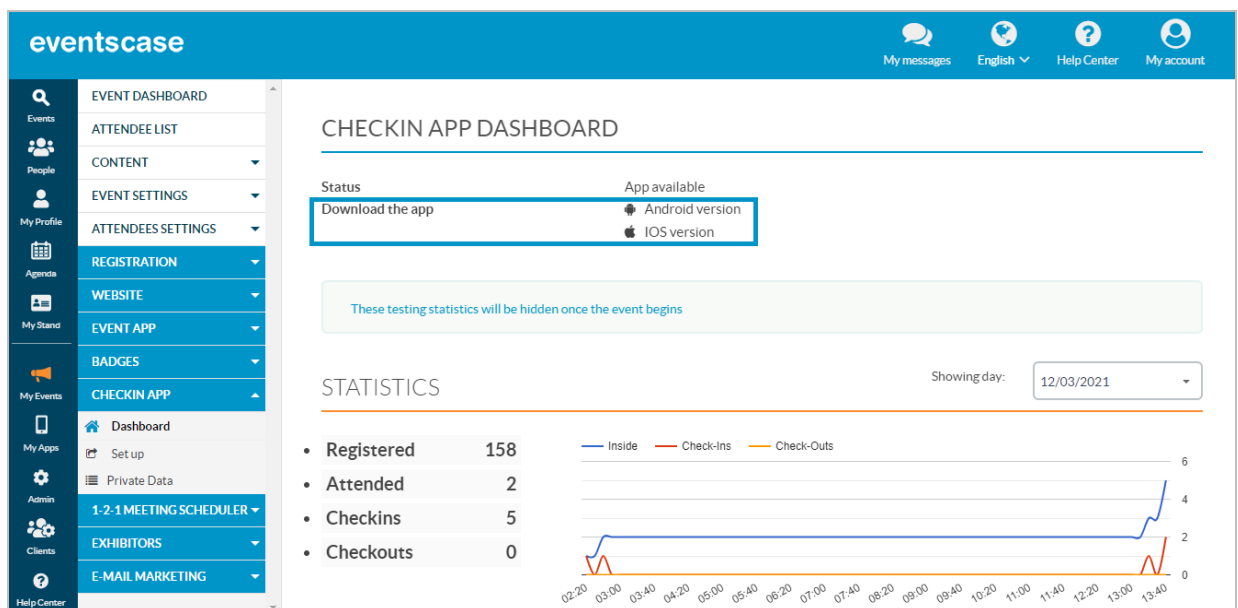 eventscase
My messages
English
Help Center
My account
Events
People
My Profile
Agenda
My Stand
My Events
My Apps
Admin
Clients
Help Center
EVENT DASHBOARD
ATTENDEE LIST
CONTENT
EVENT SETTINGS
ATTENDEES SETTINGS
REGISTRATION
WEBSITE
EVENT APP
BADGES
CHECKIN APP
Dashboard
Set up
Private Data
1-2-1 MEETING SCHEDULER
EXHIBITORS
E-MAIL MARKETING
CHECKIN APP DASHBOARD
Status App available
Download the app Android version
IOS version
These testing statistics will be hidden once the event begins
STATISTICS
Showing day: 12/03/2021
Registered 158
Attended 2
Checkins 5
Checkouts 0
Inside Check-Ins Check-Outs
6
4
2
0
02:20 03:00 03:40 04:20 05:00 05:40 06:20 07:00 07:40 08:20 09:00 09:40 10:20 11:00 11:40 12:20 13:00 13:40